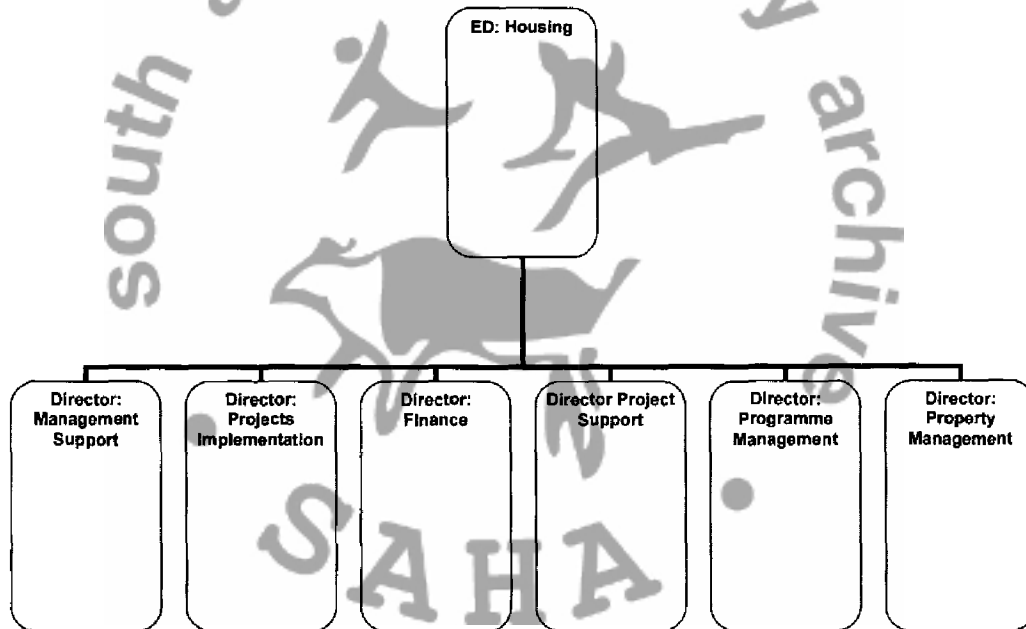 ED: Housing
Director:
Management
Support
Director:
Projects
Implementation
Director:
Finance
Director Project
Support
Director:
Programme
Management
Director:
Property
Management
south
archive
SAHA